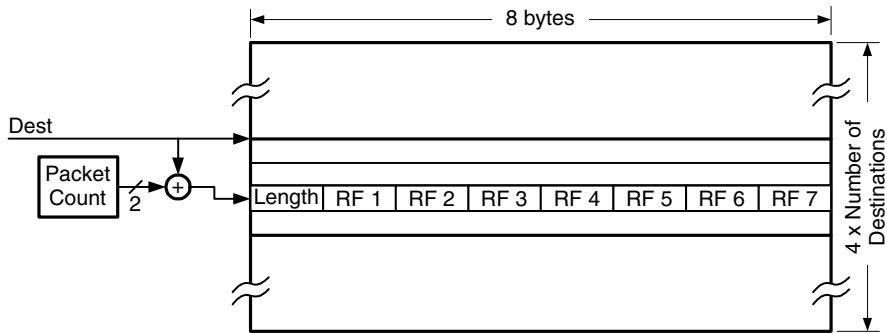 8 bytes
Dest
Packet
Count
2
+
Length RF 1 RF 2 RF 3 RF 4 RF 5 RF 6 RF 7
4 x Number of
Destinations